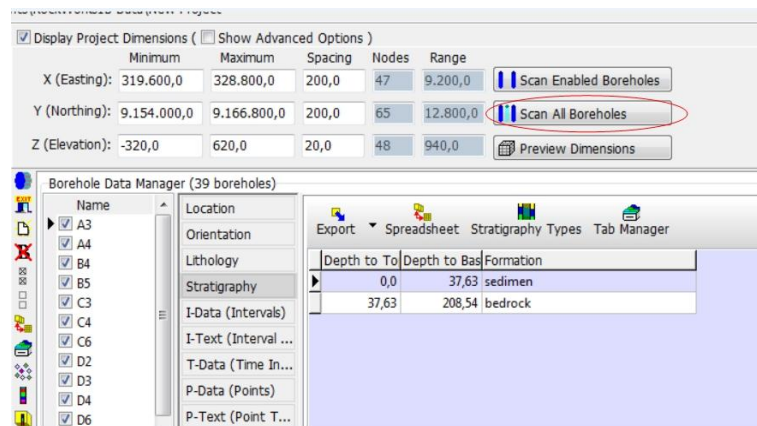 Display Project Dimensions ( Show Advanced Options )
Minimum Maximum Spacing Nodes Range
X (Easting): 319.600,0 328.800,0 200,0 47 9.200,0 Scan Enabled Boreholes
Y (Northing): 9.154.000,0 9.166.800,0 200,0 65 12.800,0 Scan All Boreholes
Z (Elevation): -320,0 620,0 20,0 48 940,0 Preview Dimensions
Borehole Data Manager (39 boreholes)
EXIT
Name
A3
A4
B4
B5
C3
C4
C6
D2
D3
D4
D6
Location
Orientation
Lithology
Stratigraphy
I-Data (Intervals)
I-Text (Interval ...
T-Data (Time In...
P-Data (Points)
P-Text (Point T...
Export Spreadsheet Stratigraphy Types Tab Manager
Depth to To Depth to Bas Formation
0,0 37,63 sedimen
37,63 208,54 bedrock